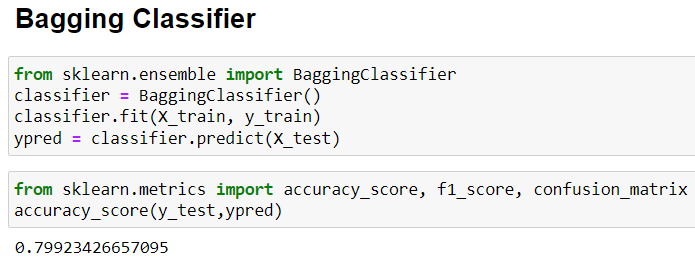 Bagging Classifier
from sklearn.ensemble import BaggingClassifier
classifier = BaggingClassifier()
classifier.fit(X_train, y_train)
ypred = classifier.predict(X_test)
from sklearn.metrics import accuracy_score, f1_score, confusion_matrix
accuracy_score(y_test,ypred)
0.79923426657095